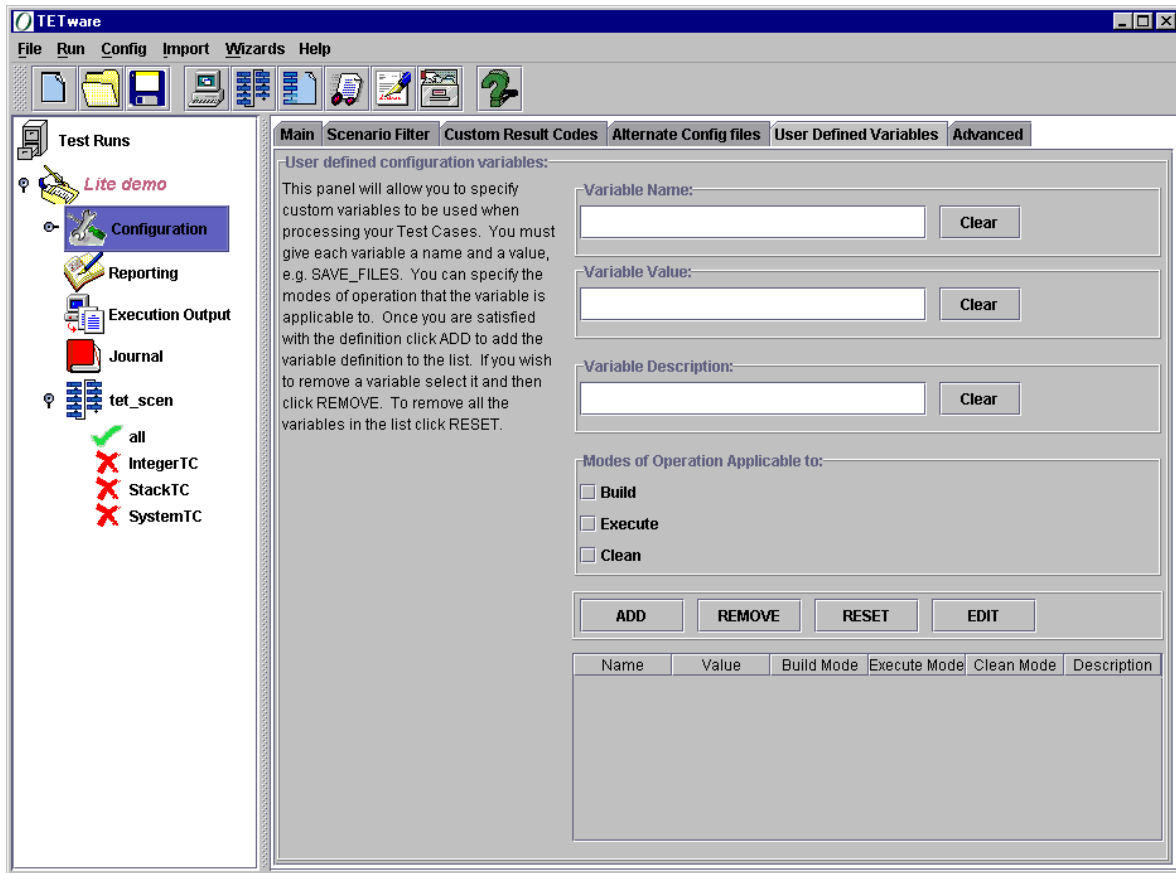 TETware
File Run Config Import Wizards Help
Test Runs
Lite demo
Configuration
Reporting
Execution Output
Journal
tet_scen
all
IntegerTC
StackTC
SystemTC
Main Scenario Filter Custom Result Codes Alternate Config files User Defined Variables Advanced
User defined configuration variables:
This panel will allow you to specify
custom variables to be used when
processing your Test Cases. You must
give each variable a name and a value,
e.g. SAVE_FILES. You can specify the
modes of operation that the variable is
applicable to. Once you are satisfied
with the definition click ADD to add the
variable definition to the list. If you wish
to remove a variable select it and then
click REMOVE. To remove all the
variables in the list click RESET.
Variable Name:
Clear
Variable Value:
Clear
Variable Description:
Clear
Modes of Operation Applicable to:
Build
Execute
Clean
ADD REMOVE RESET EDIT
Name Value Build Mode Execute Mode Clean Mode Description